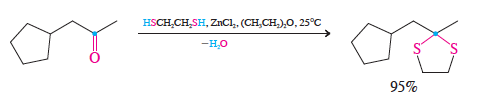 HSCH₂CH₂SH, ZnCl₂, (CH₃CH₂)₂O, 25°C
−H₂O
O
S S
95%